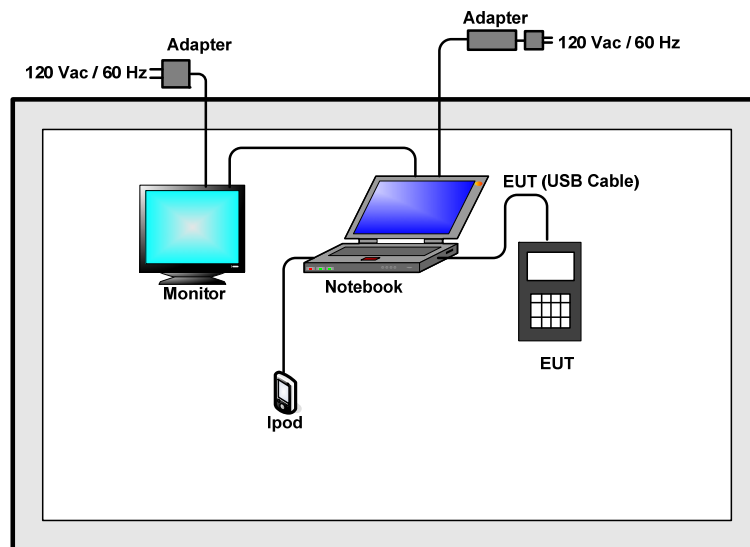 Adapter
120 Vac / 60 Hz
Adapter
120 Vac / 60 Hz
EUT (USB Cable)
Monitor
Notebook
EUT
Ipod